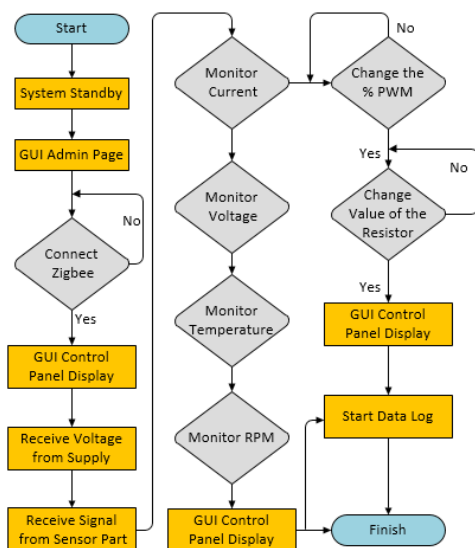 Start
System Standby
GUI Admin Page
No
Connect
Zigbee
Yes
GUI Control
Panel Display
Receive Voltage
from Supply
Receive Signal
from Sensor Part
Monitor
Current
Monitor
Voltage
Monitor
Temperature
Monitor RPM
GUI Control
Panel Display
No
Change the
% PWM
Yes
No
Change
Value of the
Resistor
Yes
GUI Control
Panel Display
Start Data Log
Finish